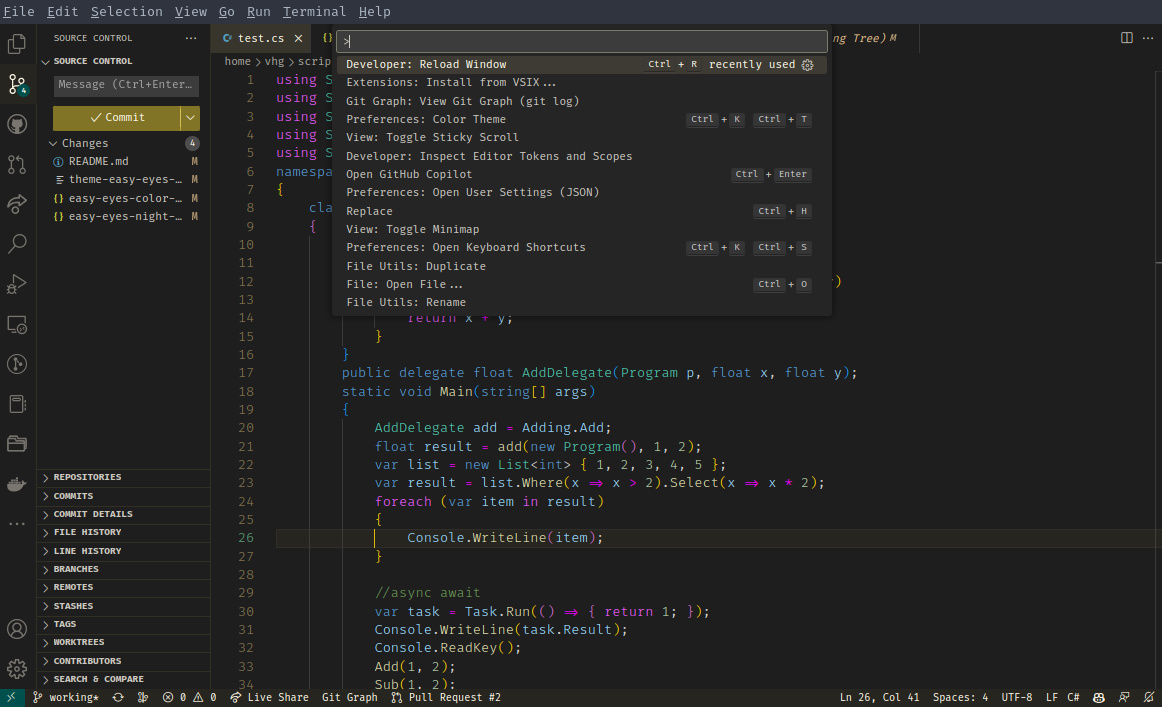 File Edit Selection View Go Run Terminal Help
SOURCE CONTROL ···
test.cs
{}
ng Tree) M
···
>
SOURCE CONTROL
Message (Ctrl+Enter...
Commit
Changes 4
README.md M
theme-easy-eyes-... M
{} easy-eyes-color-... M
{} easy-eyes-night-... M
4
REPOSITORIES
COMMITS
COMMIT DETAILS
FILE HISTORY
LINE HISTORY
BRANCHES
REMOTES
STASHES
TAGS
WORKTREES
CONTRIBUTORS
SEARCH & COMPARE
Developer: Reload Window Ctrl + R recently used
Extensions: Install from VSIX...
Git Graph: View Git Graph (git log)
Preferences: Color Theme Ctrl + K Ctrl + T
View: Toggle Sticky Scroll
Developer: Inspect Editor Tokens and Scopes
Open GitHub Copilot Ctrl + Enter
Preferences: Open User Settings (JSON)
Replace Ctrl + H
View: Toggle Minimap
Preferences: Open Keyboard Shortcuts Ctrl + K Ctrl + S
File Utils: Duplicate
File: Open File... Ctrl + O
File Utils: Rename
home > vhg > scrip
1 using S
2 using S
3 using S
4 using S
5 using S
6 namespa
7 {
8 cla
9 {
10
11
12 )
13
14 return x + y;
15 }
16 }
17 public delegate float AddDelegate(Program p, float x, float y);
18 static void Main(string[] args)
19 {
20 AddDelegate add = Adding.Add;
21 float result = add(new Program(), 1, 2);
22 var list = new List<int> { 1, 2, 3, 4, 5 };
23 var result = list.Where(x => x > 2).Select(x => x * 2);
24 foreach (var item in result)
25 {
26 Console.WriteLine(item);
27 }
28
29 //async await
30 var task = Task.Run(() => { return 1; });
31 Console.WriteLine(task.Result);
32 Console.ReadKey();
33 Add(1, 2);
34 Sub(1, 2);
working* 0 0 Live Share Git Graph Pull Request #2 Ln 26, Col 41 Spaces: 4 UTF-8 LF C#